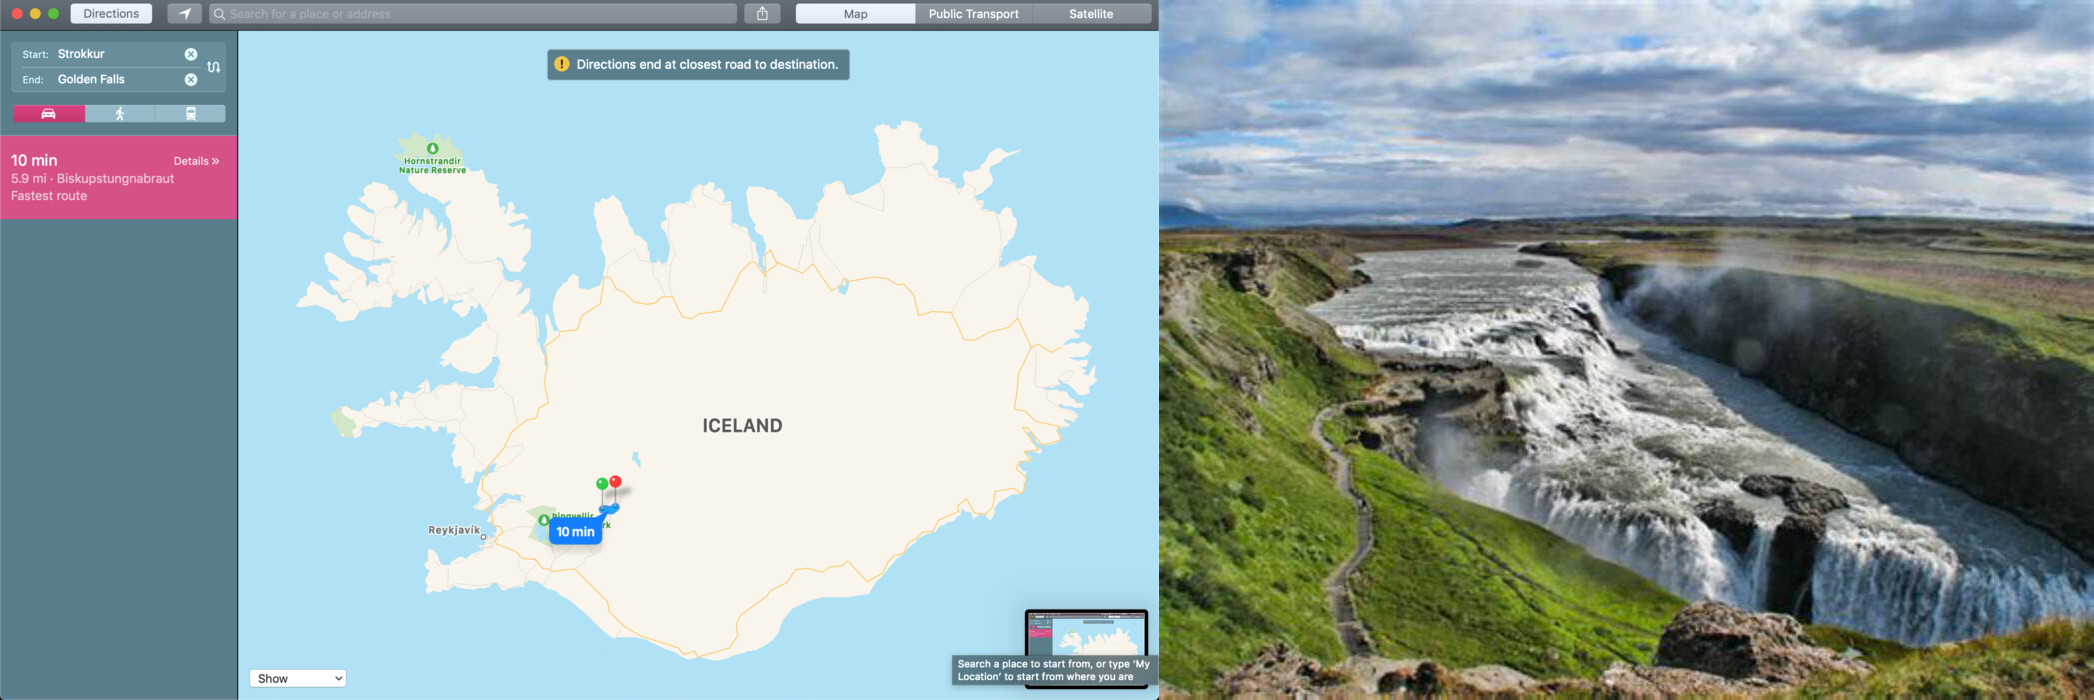 Directions
Search for a place or address
Map
Public Transport
Satellite
Start: Strokkur
End: Golden Falls
10 min
Details »
5.9 mi · Biskupstungnabraut
Fastest route
! Directions end at closest road to destination.
Hornstrandir
Nature Reserve
ICELAND
Þingvellir
rk
10 min
Reykjavík
Show
Search a place to start from, or type 'My
Location' to start from where you are